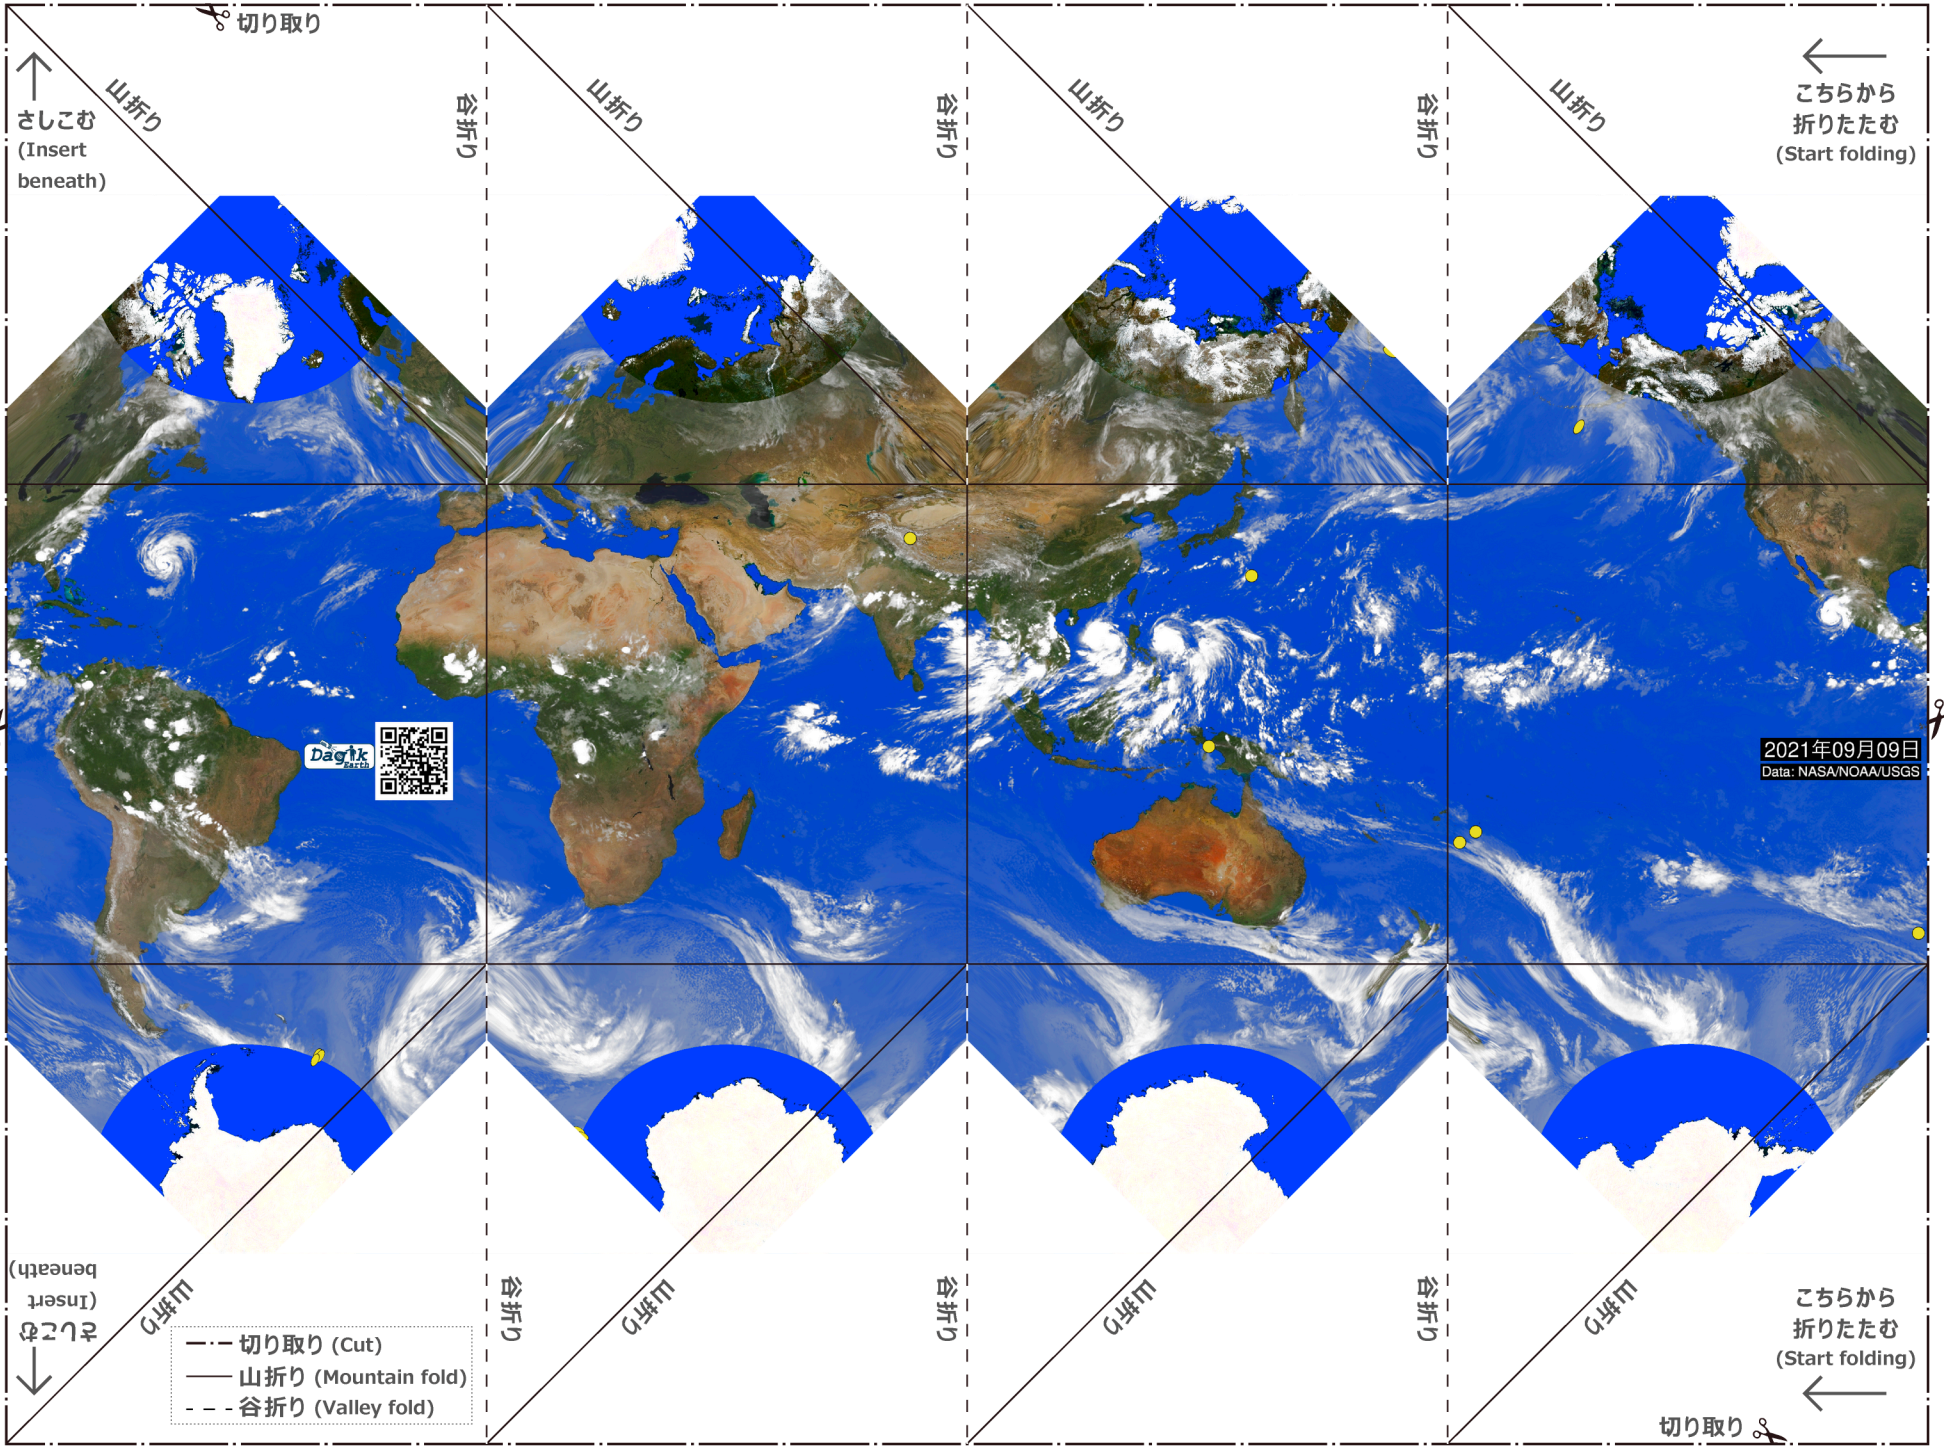 切り取り
山折り
谷折り
山折り
谷折り
山折り
谷折り
山折り
さしこむ
(Insert
beneath)
こちらから
折りたたむ
(Start folding)
Dagik
Earth
2021年09月09日
Data: NASA/NOAA/USGS
さしこむ
(Insert
beneath)
山折り
谷折り
山折り
谷折り
山折り
谷折り
山折り
切り取り (Cut)
山折り (Mountain fold)
谷折り (Valley fold)
こちらから
折りたたむ
(Start folding)
切り取り